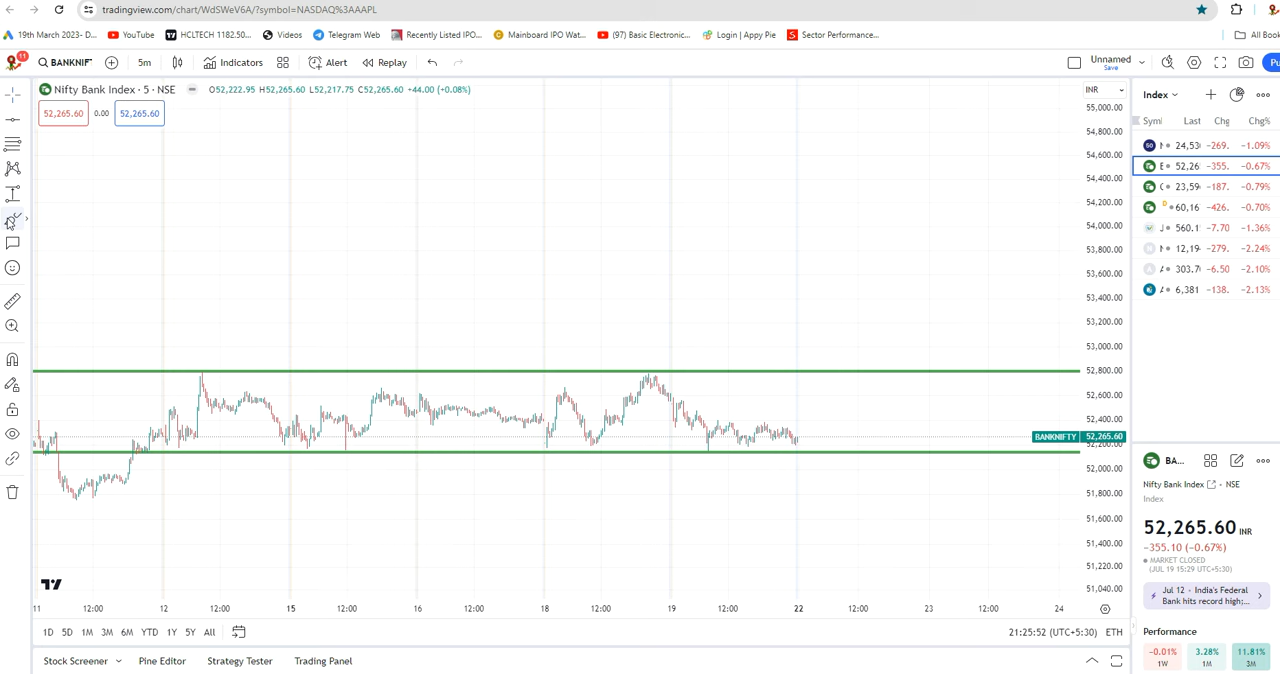 tradingview.com/chart/WdSWeV6A/?symbol=NASDAQ%3AAAPL
19th March 2023- D... YouTube HCLTECH 1182.50... Videos Telegram Web Recently Listed IPO... Mainboard IPO Wat... (97) Basic Electronic... Login | Appy Pie Sector Performance... All Book
11 BANKNIF 5m Indicators Alert Replay Unnamed Save Pu
Nifty Bank Index · 5 · NSE O52,222.95 H52,265.60 L52,217.75 C52,265.60 +44.00 (+0.08%)
52,265.60 0.00 52,265.60
INR
55,000.00
54,800.00
54,600.00
54,400.00
54,200.00
54,000.00
53,800.00
53,600.00
53,400.00
53,200.00
53,000.00
52,800.00
52,600.00
52,400.00
BANKNIFTY 52,265.60
52,200.00
52,000.00
51,800.00
51,600.00
51,400.00
51,220.00
51,040.00
11 12:00 12 12:00 15 12:00 16 12:00 18 12:00 19 12:00 22 12:00 23 12:00 24
1D 5D 1M 3M 6M YTD 1Y 5Y All 21:25:52 (UTC+5:30) ETH
Stock Screener Pine Editor Strategy Tester Trading Panel
Index
Sym Last Chg Chg%
50 24,53 −269. −1.09%
52,26 −355. −0.67%
23,59 −187. −0.79%
D 60,16 −426. −0.70%
560.1 −7.70 −1.36%
12,19 −279. −2.24%
303.7 −6.50 −2.10%
6,381 −138. −2.13%
BA...
Nifty Bank Index · NSE
Index
52,265.60 INR
−355.10 (−0.67%)
MARKET CLOSED
(JUL 19 15:29 UTC+5:30)
Jul 12 · India's Federal
Bank hits record high;...
Performance
−0.01% 3.28% 11.81%
1W 1M 3M